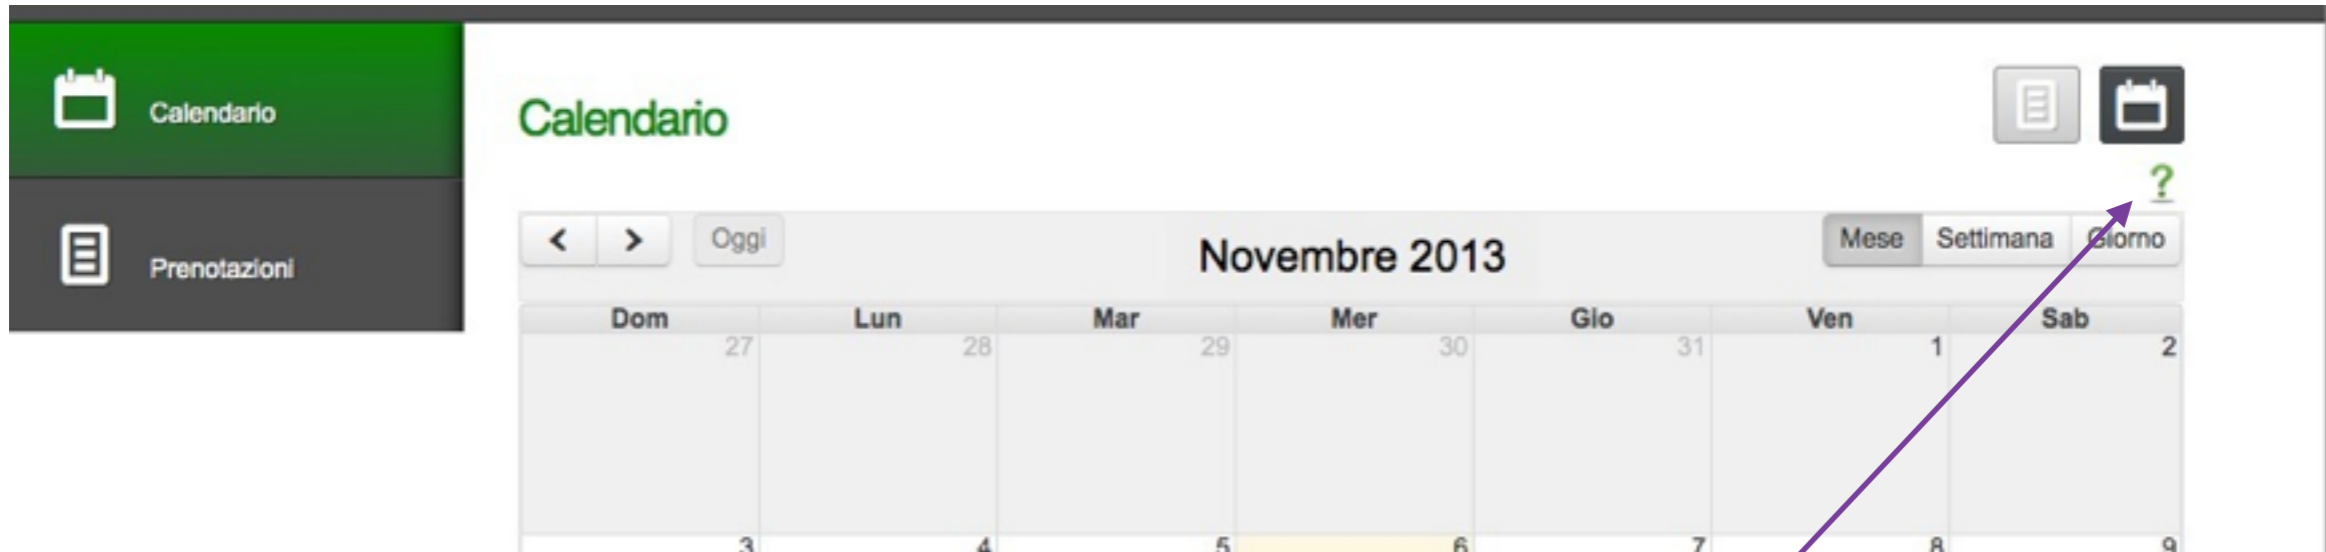 Calendario
Prenotazioni
Calendario
?
< > Oggi
Novembre 2013
Mese Settimana Giorno
Dom Lun Mar Mer Gio Ven Sab
27 28 29 30 31 1 2
3 4 5 6 7 8 9